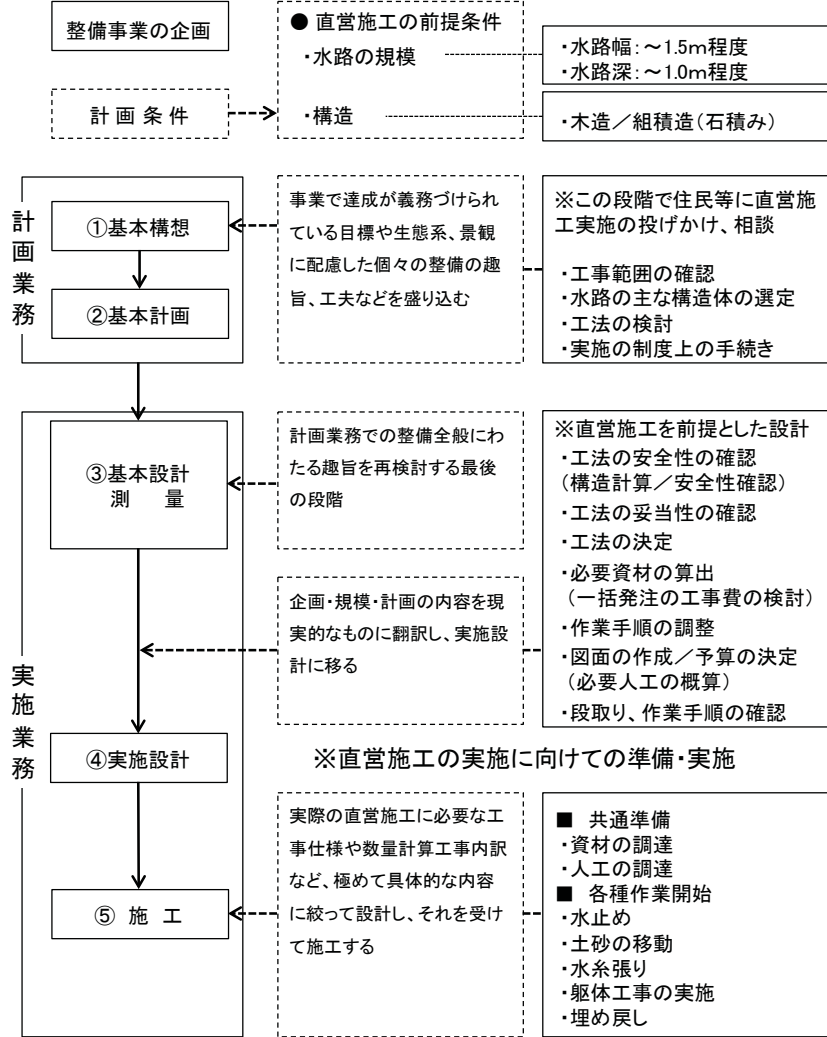 整備事業の企画
計画条件
● 直営施工の前提条件
・水路の規模
・構造
・水路幅：～1.5m程度
・水路深：～1.0m程度
・木造／組積造(石積み)
計画業務
①基本構想
②基本計画
事業で達成が義務づけられ
ている目標や生態系、景観
に配慮した個々の整備の趣
旨、工夫などを盛り込む
※この段階で住民等に直営施
工実施の投げかけ、相談
・工事範囲の確認
・水路の主な構造体の選定
・工法の検討
・実施の制度上の手続き
実施業務
③基本設計
測　量
計画業務での整備全般にわ
たる趣旨を再検討する最後
の段階
企画・規模・計画の内容を現
実的なものに翻訳し、実施設
計に移る
※直営施工を前提とした設計
・工法の安全性の確認
(構造計算／安全性確認)
・工法の妥当性の確認
・工法の決定
・必要資材の算出
(一括発注の工事費の検討)
・作業手順の調整
・図面の作成／予算の決定
(必要人工の概算)
・段取り、作業手順の確認
④実施設計
※直営施工の実施に向けての準備・実施
⑤ 施 工
実際の直営施工に必要な工
事仕様や数量計算工事内訳
など、極めて具体的な内容
に絞って設計し、それを受け
て施工する
■ 共通準備
・資材の調達
・人工の調達
■ 各種作業開始
・水止め
・土砂の移動
・水糸張り
・躯体工事の実施
・埋め戻し